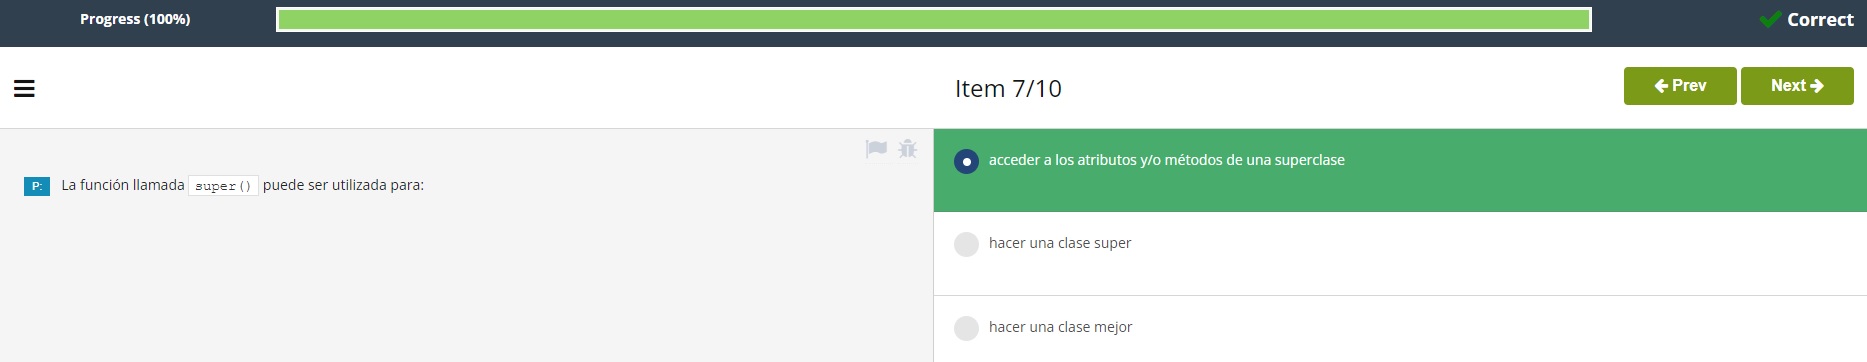 Progress (100%)
Correct
Item 7/10
Prev
Next
P: La función llamada super() puede ser utilizada para:
acceder a los atributos y/o métodos de una superclase
hacer una clase super
hacer una clase mejor